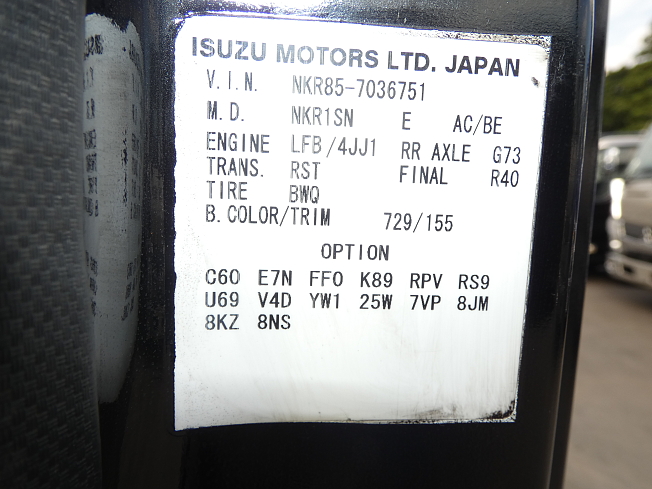 ISUZU MOTORS LTD. JAPAN
V.I.N. NKR85-7036751
M.D. NKR1SN E AC/BE
ENGINE LFB/4JJ1 RR AXLE G73
TRANS. RST FINAL R40
TIRE BWQ
B.COLOR/TRIM 729/155
OPTION
C60 E7N FF0 K89 RPV RS9
U69 V4D YW1 25W 7VP 8JM
8KZ 8NS